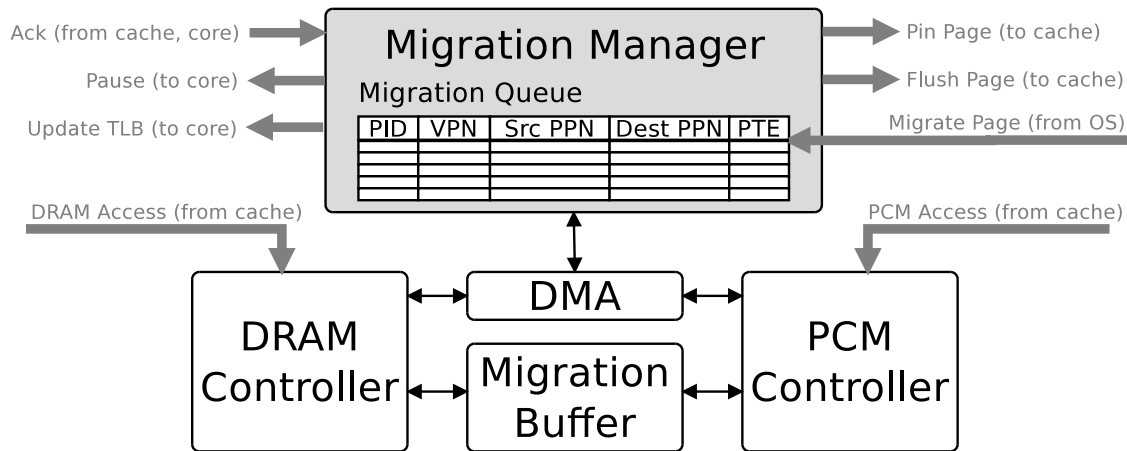 Ack (from cache, core)
Pause (to core)
Update TLB (to core)
Migration Manager
Migration Queue
PID VPN Src PPN Dest PPN PTE
Pin Page (to cache)
Flush Page (to cache)
Migrate Page (from OS)
DRAM Access (from cache)
PCM Access (from cache)
DRAM
Controller
DMA
Migration
Buffer
PCM
Controller